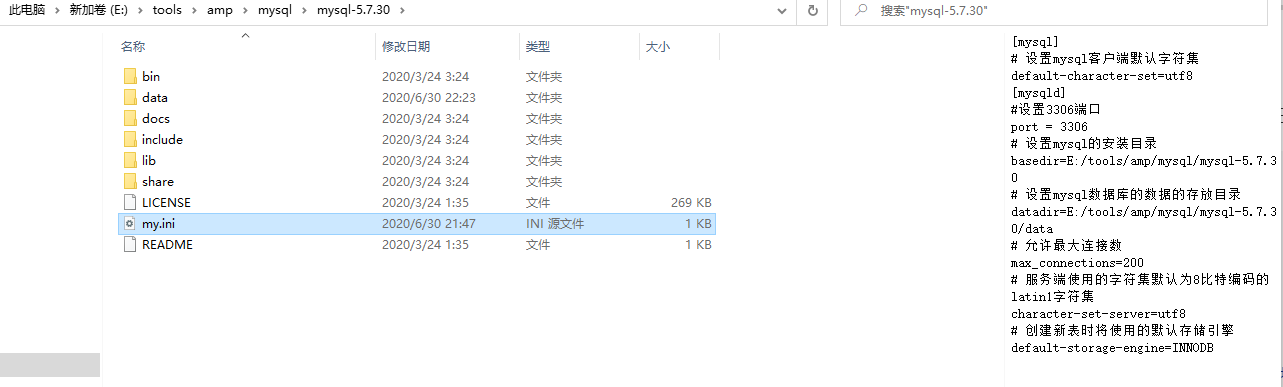 此电脑 > 新加卷 (E:) > tools > amp > mysql > mysql-5.7.30 >
搜索"mysql-5.7.30"
名称 修改日期 类型 大小
bin 2020/3/24 3:24 文件夹
data 2020/6/30 22:23 文件夹
docs 2020/3/24 3:24 文件夹
include 2020/3/24 3:24 文件夹
lib 2020/3/24 3:24 文件夹
share 2020/3/24 3:24 文件夹
LICENSE 2020/3/24 1:35 文件 269 KB
my.ini 2020/6/30 21:47 INI 源文件 1 KB
README 2020/3/24 1:35 文件 1 KB
[mysql]
# 设置mysql客户端默认字符集
default-character-set=utf8
[mysqld]
#设置3306端口
port = 3306
# 设置mysql的安装目录
basedir=E:/tools/amp/mysql/mysql-5.7.3
0
# 设置mysql数据库的数据的存放目录
datadir=E:/tools/amp/mysql/mysql-5.7.3
0/data
# 允许最大连接数
max_connections=200
# 服务端使用的字符集默认为8比特编码的
latin1字符集
character-set-server=utf8
# 创建新表时将使用的默认存储引擎
default-storage-engine=INNODB